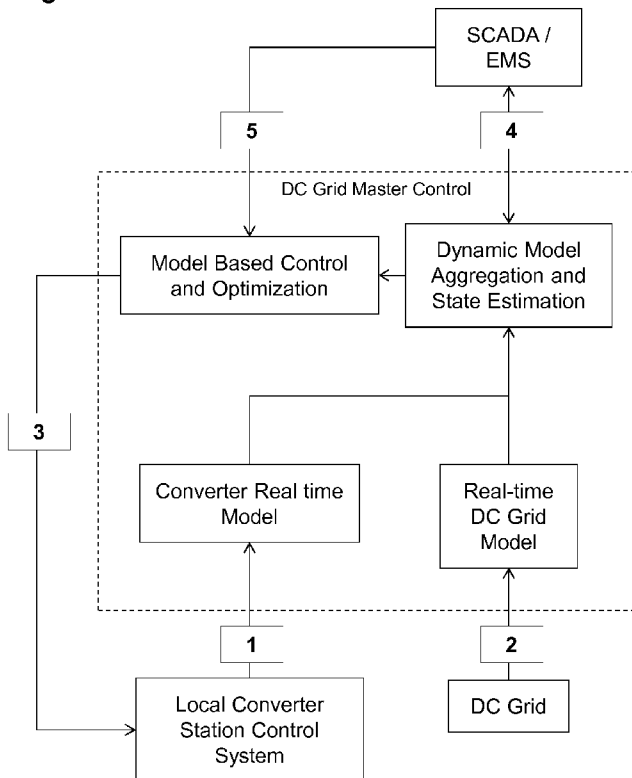 SCADA /
EMS
5
4
DC Grid Master Control
Model Based Control
and Optimization
Dynamic Model
Aggregation and
State Estimation
3
Converter Real time
Model
Real-time
DC Grid
Model
1
2
Local Converter
Station Control
System
DC Grid